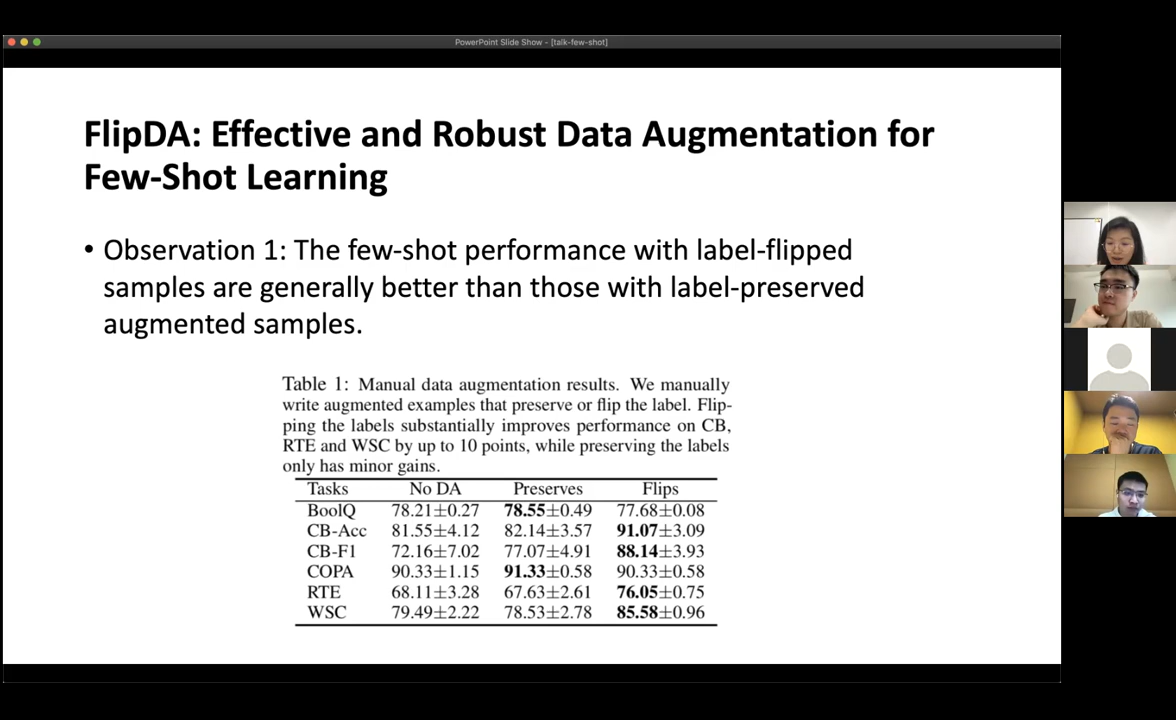 PowerPoint Slide Show - [talk-few-shot]
FlipDA: Effective and Robust Data Augmentation for
Few-Shot Learning
• Observation 1: The few-shot performance with label-flipped
samples are generally better than those with label-preserved
augmented samples.
Table 1: Manual data augmentation results. We manually
write augmented examples that preserve or flip the label. Flip-
ping the labels substantially improves performance on CB,
RTE and WSC by up to 10 points, while preserving the labels
only has minor gains.
Tasks No DA Preserves Flips
BoolQ 78.21±0.27 78.55±0.49 77.68±0.08
CB-Acc 81.55±4.12 82.14±3.57 91.07±3.09
CB-F1 72.16±7.02 77.07±4.91 88.14±3.93
COPA 90.33±1.15 91.33±0.58 90.33±0.58
RTE 68.11±3.28 67.63±2.61 76.05±0.75
WSC 79.49±2.22 78.53±2.78 85.58±0.96